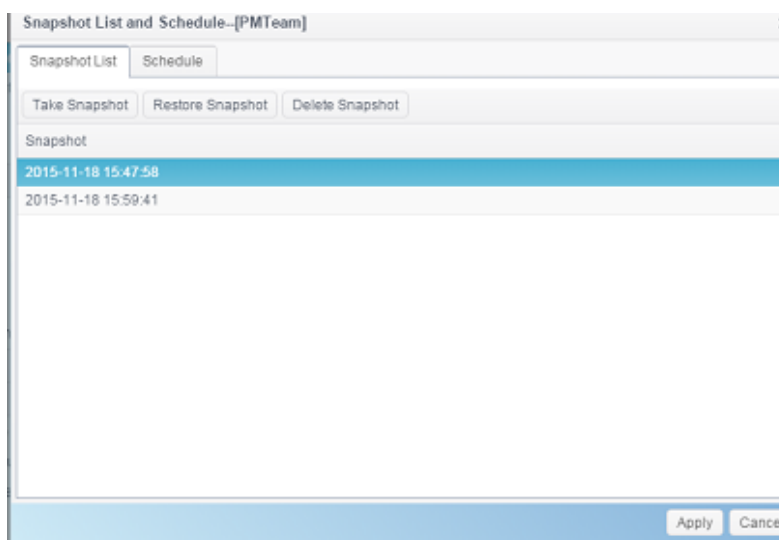 Snapshot List and Schedule--[PMTeam]
Snapshot List Schedule
Take Snapshot Restore Snapshot Delete Snapshot
Snapshot
2015-11-18 15:47:58
2015-11-18 15:59:41
Apply Cance